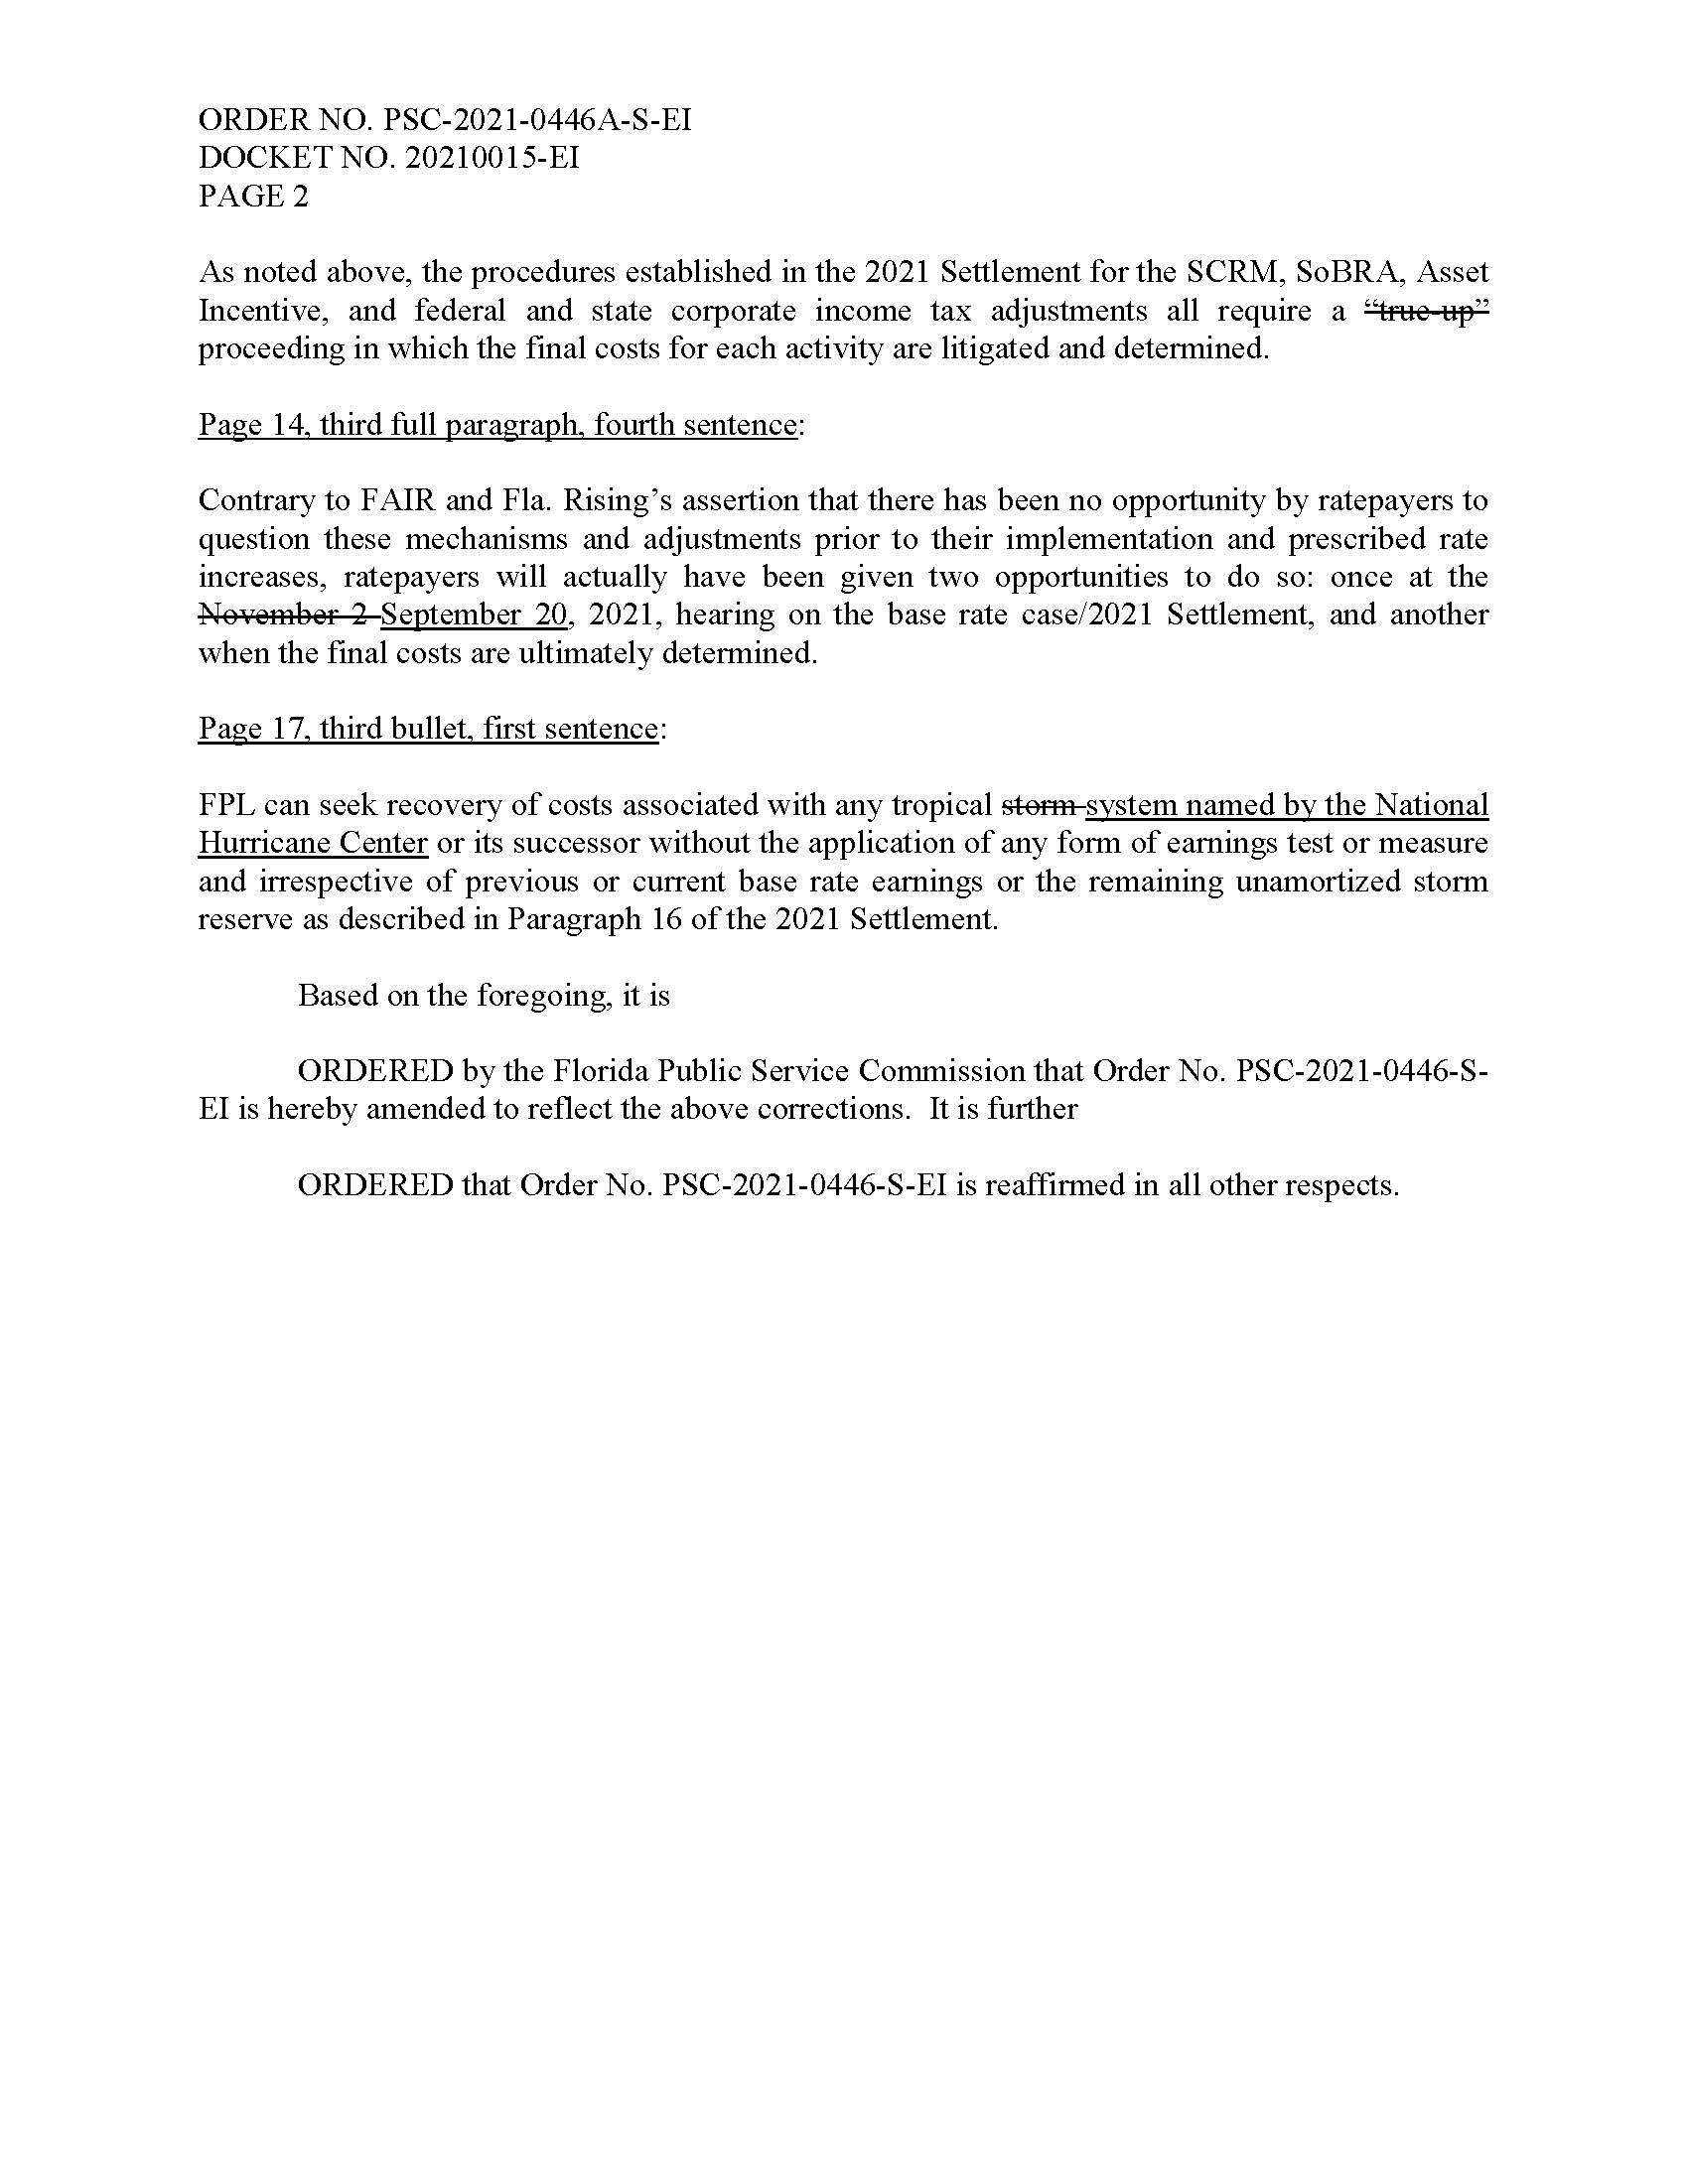 ORDER NO. PSC-2021-0446A-S-EI
DOCKET NO. 20210015-EI
PAGE 2
As noted above, the procedures established in the 2021 Settlement for the SCRM, SoBRA, Asset
Incentive, and federal and state corporate income tax adjustments all require a “true-up”
proceeding in which the final costs for each activity are litigated and determined.
Page 14, third full paragraph, fourth sentence:
Contrary to FAIR and Fla. Rising’s assertion that there has been no opportunity by ratepayers to
question these mechanisms and adjustments prior to their implementation and prescribed rate
increases, ratepayers will actually have been given two opportunities to do so: once at the
November 2 September 20, 2021, hearing on the base rate case/2021 Settlement, and another
when the final costs are ultimately determined.
Page 17, third bullet, first sentence:
FPL can seek recovery of costs associated with any tropical storm system named by the National
Hurricane Center or its successor without the application of any form of earnings test or measure
and irrespective of previous or current base rate earnings or the remaining unamortized storm
reserve as described in Paragraph 16 of the 2021 Settlement.
Based on the foregoing, it is
ORDERED by the Florida Public Service Commission that Order No. PSC-2021-0446-S-
EI is hereby amended to reflect the above corrections.  It is further
ORDERED that Order No. PSC-2021-0446-S-EI is reaffirmed in all other respects.